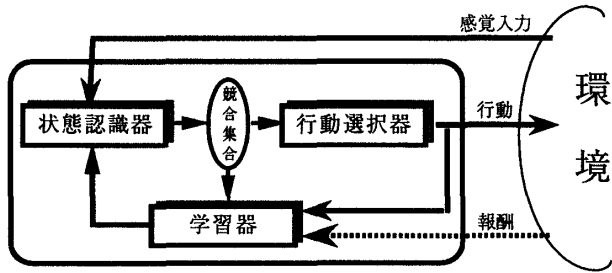 感覚入力
状態認識器
競合集合
行動選択器
行動
環境
学習器
報酬